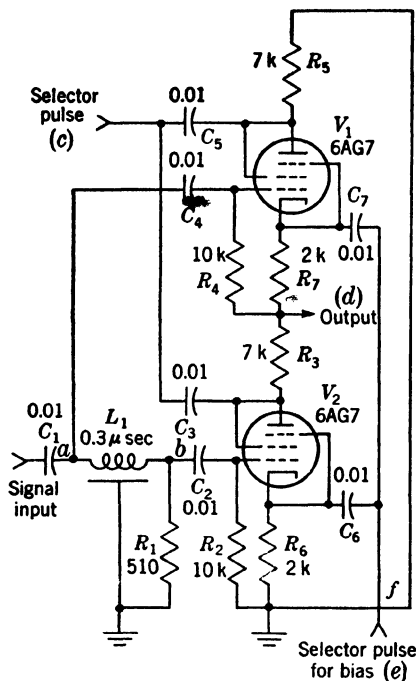 7 k R5
Selector
pulse
(c)
0.01
C5
V1
6AG7
0.01
C4
C7
0.01
10 k
R4
2 k
R7
(d)
Output
7 k R3
0.01
C3
V2
6AG7
0.01
C1
a
L1
0.3 μ sec
b
C2
0.01
0.01
C6
Signal
input
R1
510
R2
10 k
R6
2 k
f
Selector pulse
for bias (e)